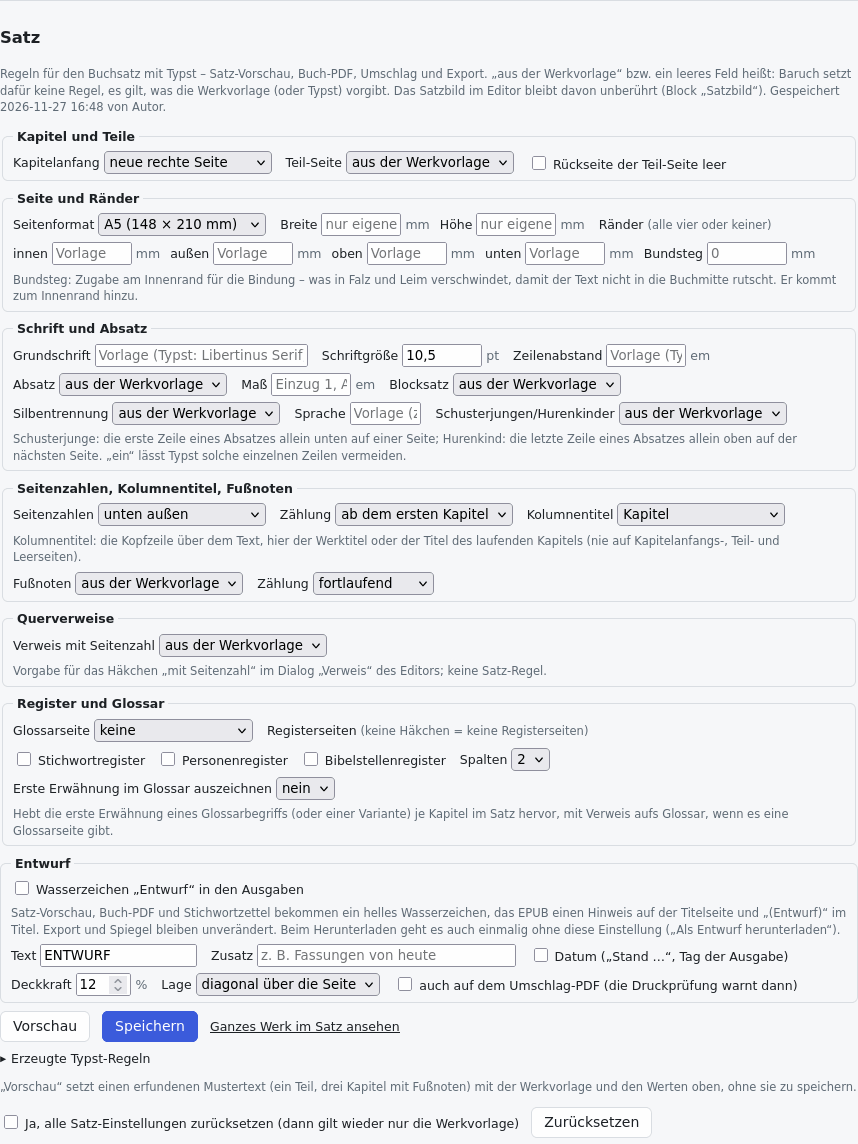 Satz
Regeln für den Buchsatz mit Typst – Satz-Vorschau, Buch-PDF, Umschlag und Export. „aus der Werkvorlage“ bzw. ein leeres Feld heißt: Baruch setzt
dafür keine Regel, es gilt, was die Werkvorlage (oder Typst) vorgibt. Das Satzbild im Editor bleibt davon unberührt (Block „Satzbild“). Gespeichert
2026-11-27 16:48 von Autor.
Kapitel und Teile
Kapitelanfang neue rechte Seite Teil-Seite aus der Werkvorlage Rückseite der Teil-Seite leer
Seite und Ränder
Seitenformat A5 (148 × 210 mm) Breite nur eigene mm Höhe nur eigene mm Ränder (alle vier oder keiner)
innen Vorlage mm außen Vorlage mm oben Vorlage mm unten Vorlage mm Bundsteg 0 mm
Bundsteg: Zugabe am Innenrand für die Bindung – was in Falz und Leim verschwindet, damit der Text nicht in die Buchmitte rutscht. Er kommt
zum Innenrand hinzu.
Schrift und Absatz
Grundschrift Vorlage (Typst: Libertinus Serif Schriftgröße 10,5 pt Zeilenabstand Vorlage (Ty em
Absatz aus der Werkvorlage Maß Einzug 1, A em Blocksatz aus der Werkvorlage
Silbentrennung aus der Werkvorlage Sprache Vorlage (z Schusterjungen/Hurenkinder aus der Werkvorlage
Schusterjunge: die erste Zeile eines Absatzes allein unten auf einer Seite; Hurenkind: die letzte Zeile eines Absatzes allein oben auf der
nächsten Seite. „ein“ lässt Typst solche einzelnen Zeilen vermeiden.
Seitenzahlen, Kolumnentitel, Fußnoten
Seitenzahlen unten außen Zählung ab dem ersten Kapitel Kolumnentitel Kapitel
Kolumnentitel: die Kopfzeile über dem Text, hier der Werktitel oder der Titel des laufenden Kapitels (nie auf Kapitelanfangs-, Teil- und
Leerseiten).
Fußnoten aus der Werkvorlage Zählung fortlaufend
Querverweise
Verweis mit Seitenzahl aus der Werkvorlage
Vorgabe für das Häkchen „mit Seitenzahl“ im Dialog „Verweis“ des Editors; keine Satz-Regel.
Register und Glossar
Glossarseite keine Registerseiten (keine Häkchen = keine Registerseiten)
Stichwortregister Personenregister Bibelstellenregister Spalten 2
Erste Erwähnung im Glossar auszeichnen nein
Hebt die erste Erwähnung eines Glossarbegriffs (oder einer Variante) je Kapitel im Satz hervor, mit Verweis aufs Glossar, wenn es eine
Glossarseite gibt.
Entwurf
Wasserzeichen „Entwurf“ in den Ausgaben
Satz-Vorschau, Buch-PDF und Stichwortzettel bekommen ein helles Wasserzeichen, das EPUB einen Hinweis auf der Titelseite und „(Entwurf)“ im
Titel. Export und Spiegel bleiben unverändert. Beim Herunterladen geht es auch einmalig ohne diese Einstellung („Als Entwurf herunterladen“).
Text ENTWURF Zusatz z. B. Fassungen von heute Datum („Stand …“, Tag der Ausgabe)
Deckkraft 12 % Lage diagonal über die Seite auch auf dem Umschlag-PDF (die Druckprüfung warnt dann)
Vorschau Speichern Ganzes Werk im Satz ansehen
▸ Erzeugte Typst-Regeln
„Vorschau“ setzt einen erfundenen Mustertext (ein Teil, drei Kapitel mit Fußnoten) mit der Werkvorlage und den Werten oben, ohne sie zu speichern.
Ja, alle Satz-Einstellungen zurücksetzen (dann gilt wieder nur die Werkvorlage) Zurücksetzen